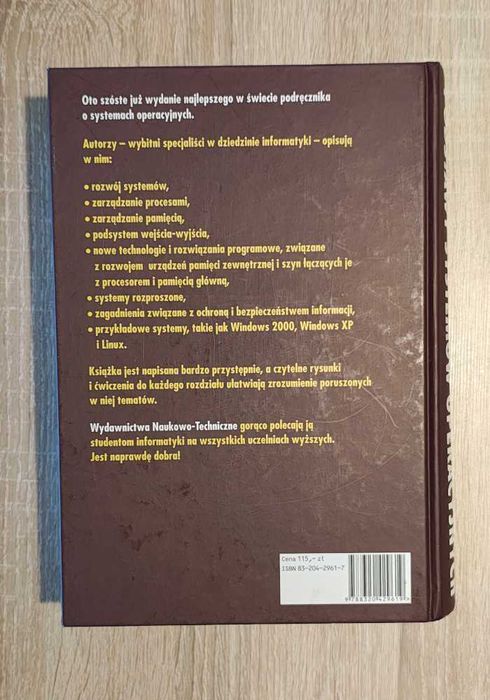 Oto szóste już wydanie najlepszego w świecie podręcznika
o systemach operacyjnych.
Autorzy – wybitni specjaliści w dziedzinie informatyki – opisują
w nim:
• rozwój systemów,
• zarządzanie procesami,
• zarządzanie pamięcią,
• podsystem wejścia-wyjścia,
• nowe technologie i rozwiązania programowe, związane
z rozwojem urządzeń pamięci zewnętrznej i szyn łączących je
z procesorem i pamięcią główną,
• systemy rozproszone,
• zagadnienia związane z ochroną i bezpieczeństwem informacji,
• przykładowe systemy, takie jak Windows 2000, Windows XP
i Linux.
Książka jest napisana bardzo przystępnie, a czytelne rysunki
i ćwiczenia do każdego rozdziału ułatwiają zrozumienie poruszonych
w niej tematów.
Wydawnictwa Naukowo-Techniczne gorąco polecają ją
studentom informatyki na wszystkich uczelniach wyższych.
Jest naprawdę dobra!
Cena 115,– zł
ISBN 83-204-2961-7
9 788320 429619